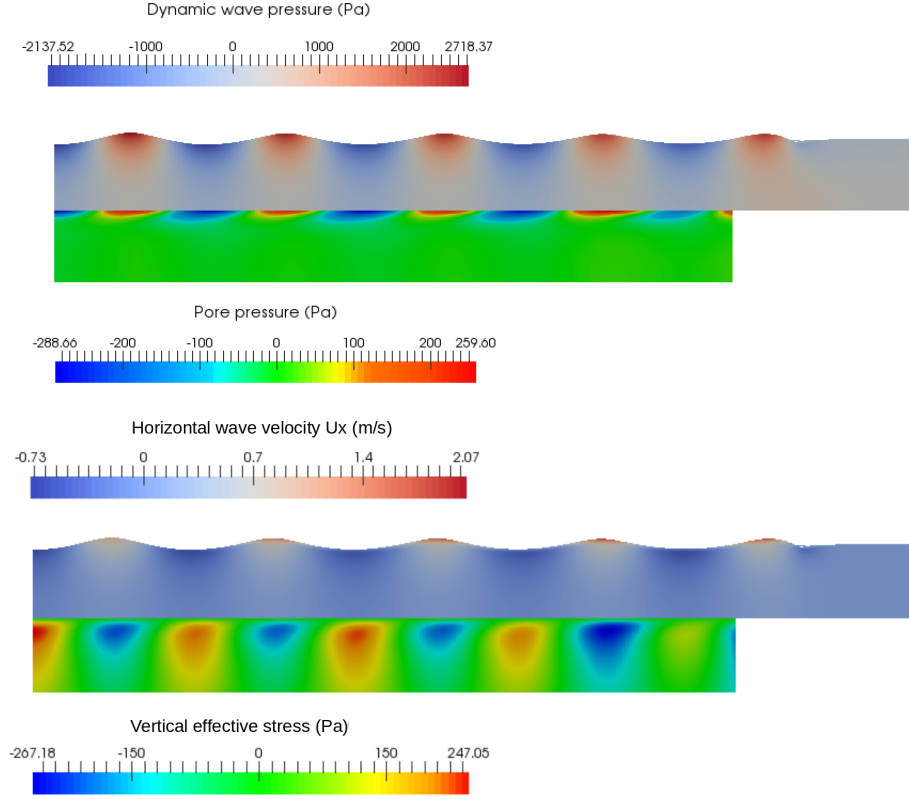 Dynamic wave pressure (Pa)
-2137.52 -1000 0 1000 2000 2718.37
Pore pressure (Pa)
-288.66 -200 -100 0 100 200 259.60
Horizontal wave velocity Ux (m/s)
-0.73 0 0.7 1.4 2.07
Vertical effective stress (Pa)
-267.18 -150 0 150 247.05